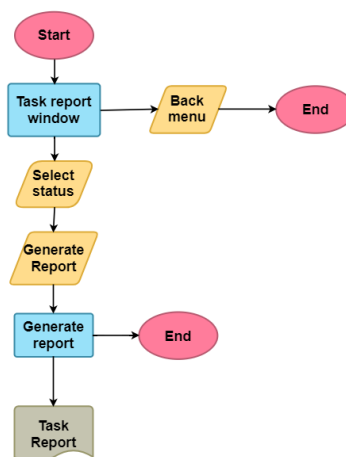 Start
Task report
window
Back
menu
End
Select
status
Generate
Report
Generate
report
End
Task
Report